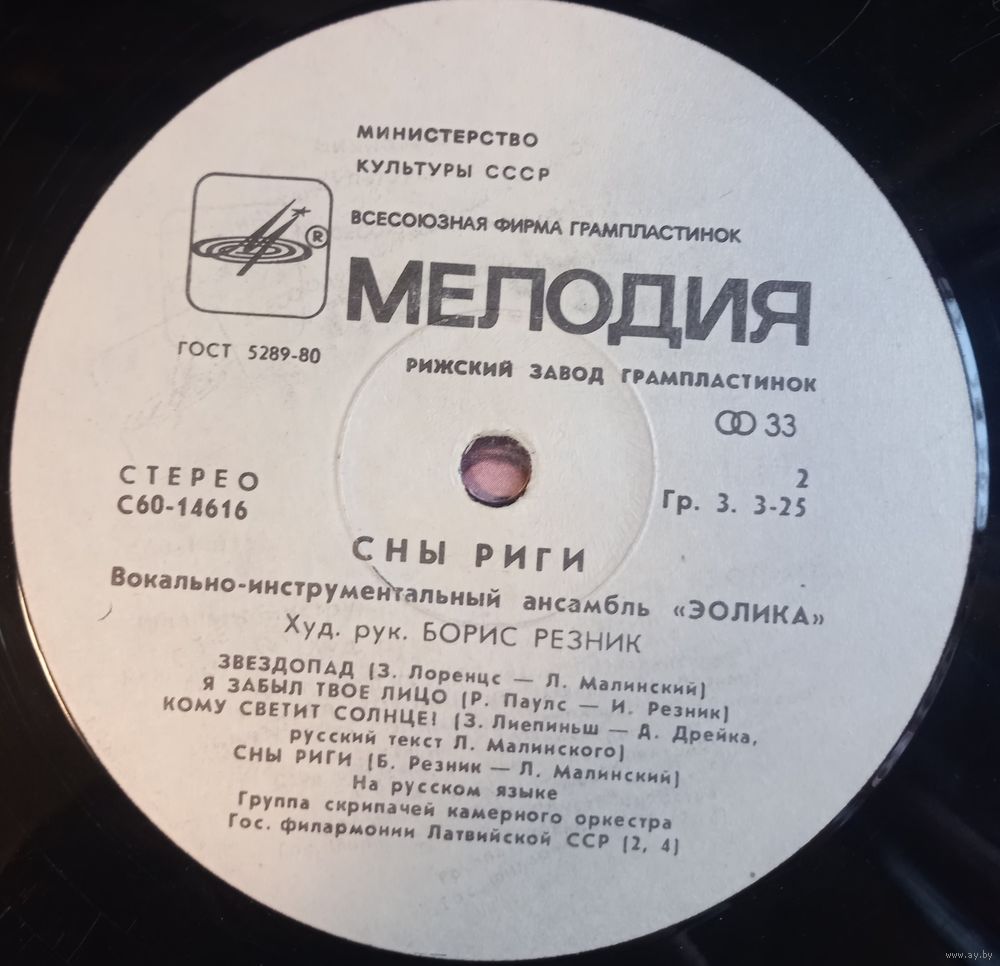 МИНИСТЕРСТВО
КУЛЬТУРЫ СССР
ВСЕСОЮЗНАЯ ФИРМА ГРАМПЛАСТИНОК
®
МЕЛОДИЯ
ГОСТ 5289-80
РИЖСКИЙ ЗАВОД ГРАМПЛАСТИНОК
33
СТЕРЕО
2
С60-14616
Гр. 3. 3-25
СНЫ РИГИ
Вокально-инструментальный ансамбль «ЭОЛИКА»
Худ. рук. БОРИС РЕЗНИК
ЗВЕЗДОПАД (З. Лоренцс — Л. Малинский)
Я ЗАБЫЛ ТВОЕ ЛИЦО (Р. Паулс — И. Резник)
КОМУ СВЕТИТ СОЛНЦЕ! (З. Лиепиньш — Д. Дрейка,
русский текст Л. Малинского)
СНЫ РИГИ (Б. Резник — Л. Малинский)
На русском языке
Группа скрипачей камерного оркестра
Гос. филармонии Латвийской ССР (2, 4)
www.ay.by